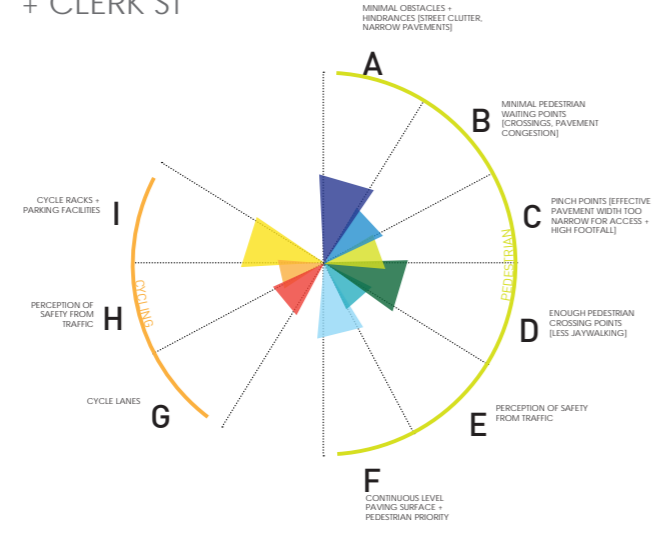 + CLERK ST
MINIMAL OBSTACLES +
HINDRANCES [STREET CLUTTER,
NARROW PAVEMENTS]
A
B
MINIMAL PEDESTRIAN
WAITING POINTS
[CROSSINGS, PAVEMENT
CONGESTION]
C
PINCH POINTS [EFFECTIVE
PAVEMENT WIDTH TOO
NARROW FOR ACCESS +
HIGH FOOTFALL]
PEDESTRIAN
D
ENOUGH PEDESTRIAN
CROSSING POINTS
[LESS JAYWALKING]
E
PERCEPTION OF SAFETY
FROM TRAFFIC
F
CONTINUOUS LEVEL
PAVING SURFACE +
PEDESTRIAN PRIORITY
CYCLE LANES
G
PERCEPTION OF
SAFETY FROM
TRAFFIC
H
CYCLING
CYCLE RACKS +
PARKING FACILITIES
I